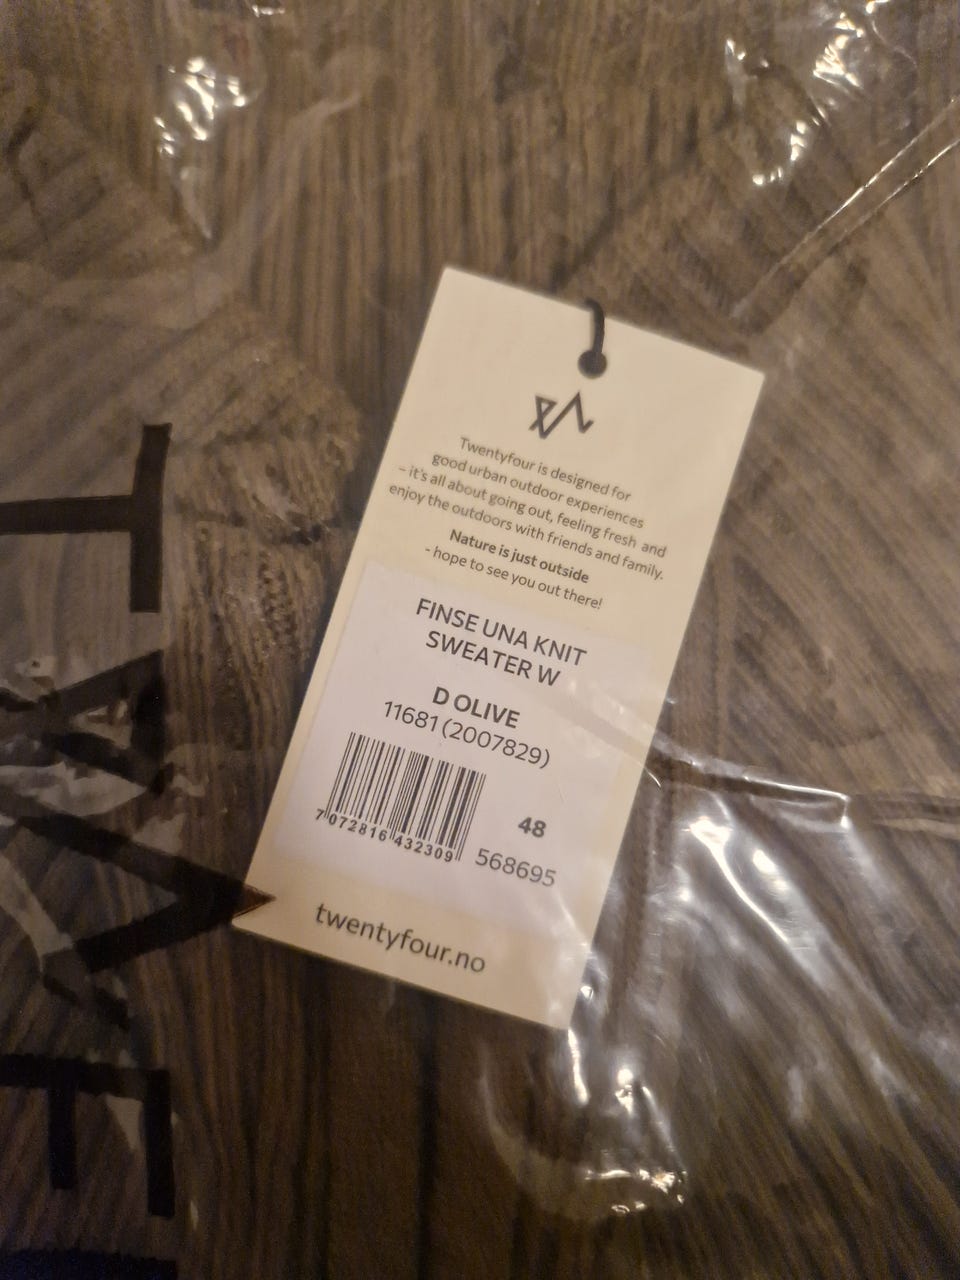 Twentyfour is designed for
good urban outdoor experiences
– it's all about going out, feeling fresh and
enjoy the outdoors with friends and family.
Nature is just outside
- hope to see you out there!
FINSE UNA KNIT
SWEATER W
D OLIVE
11681 (2007829)
7 072816 432309
48
568695
twentyfour.no